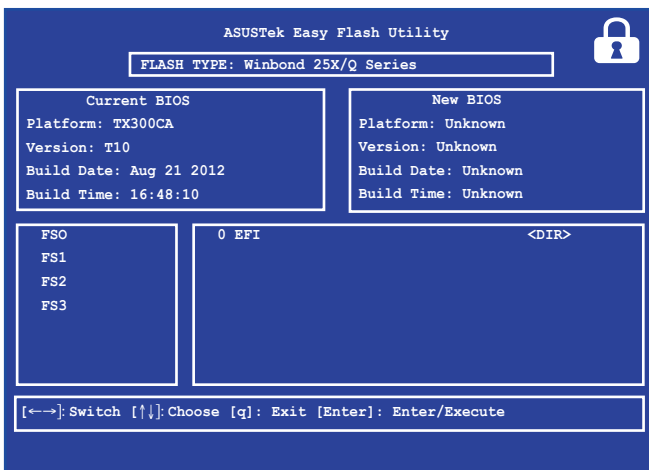 ASUSTek Easy Flash Utility
FLASH TYPE: Winbond 25X/Q Series
Current BIOS
Platform: TX300CA
Version: T10
Build Date: Aug 21 2012
Build Time: 16:48:10
New BIOS
Platform: Unknown
Version: Unknown
Build Date: Unknown
Build Time: Unknown
FSO
FS1
FS2
FS3
0 EFI <DIR>
[←→]: Switch [↑↓]: Choose [q]: Exit [Enter]: Enter/Execute